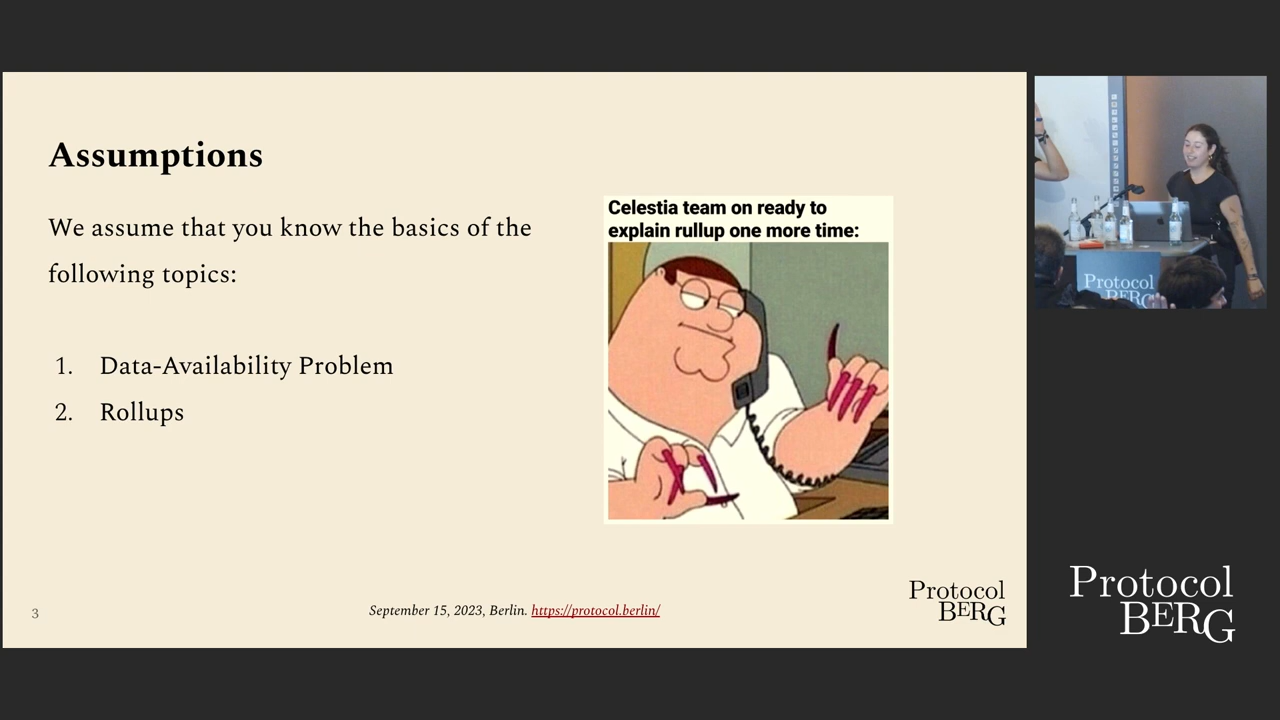 Assumptions
We assume that you know the basics of the
following topics:
1. Data-Availability Problem
2. Rollups
Celestia team on ready to
explain rullup one more time:
3
September 15, 2023, Berlin. https://protocol.berlin/
Protocol
BERG
Protocol
BERG
Protocol
BERG